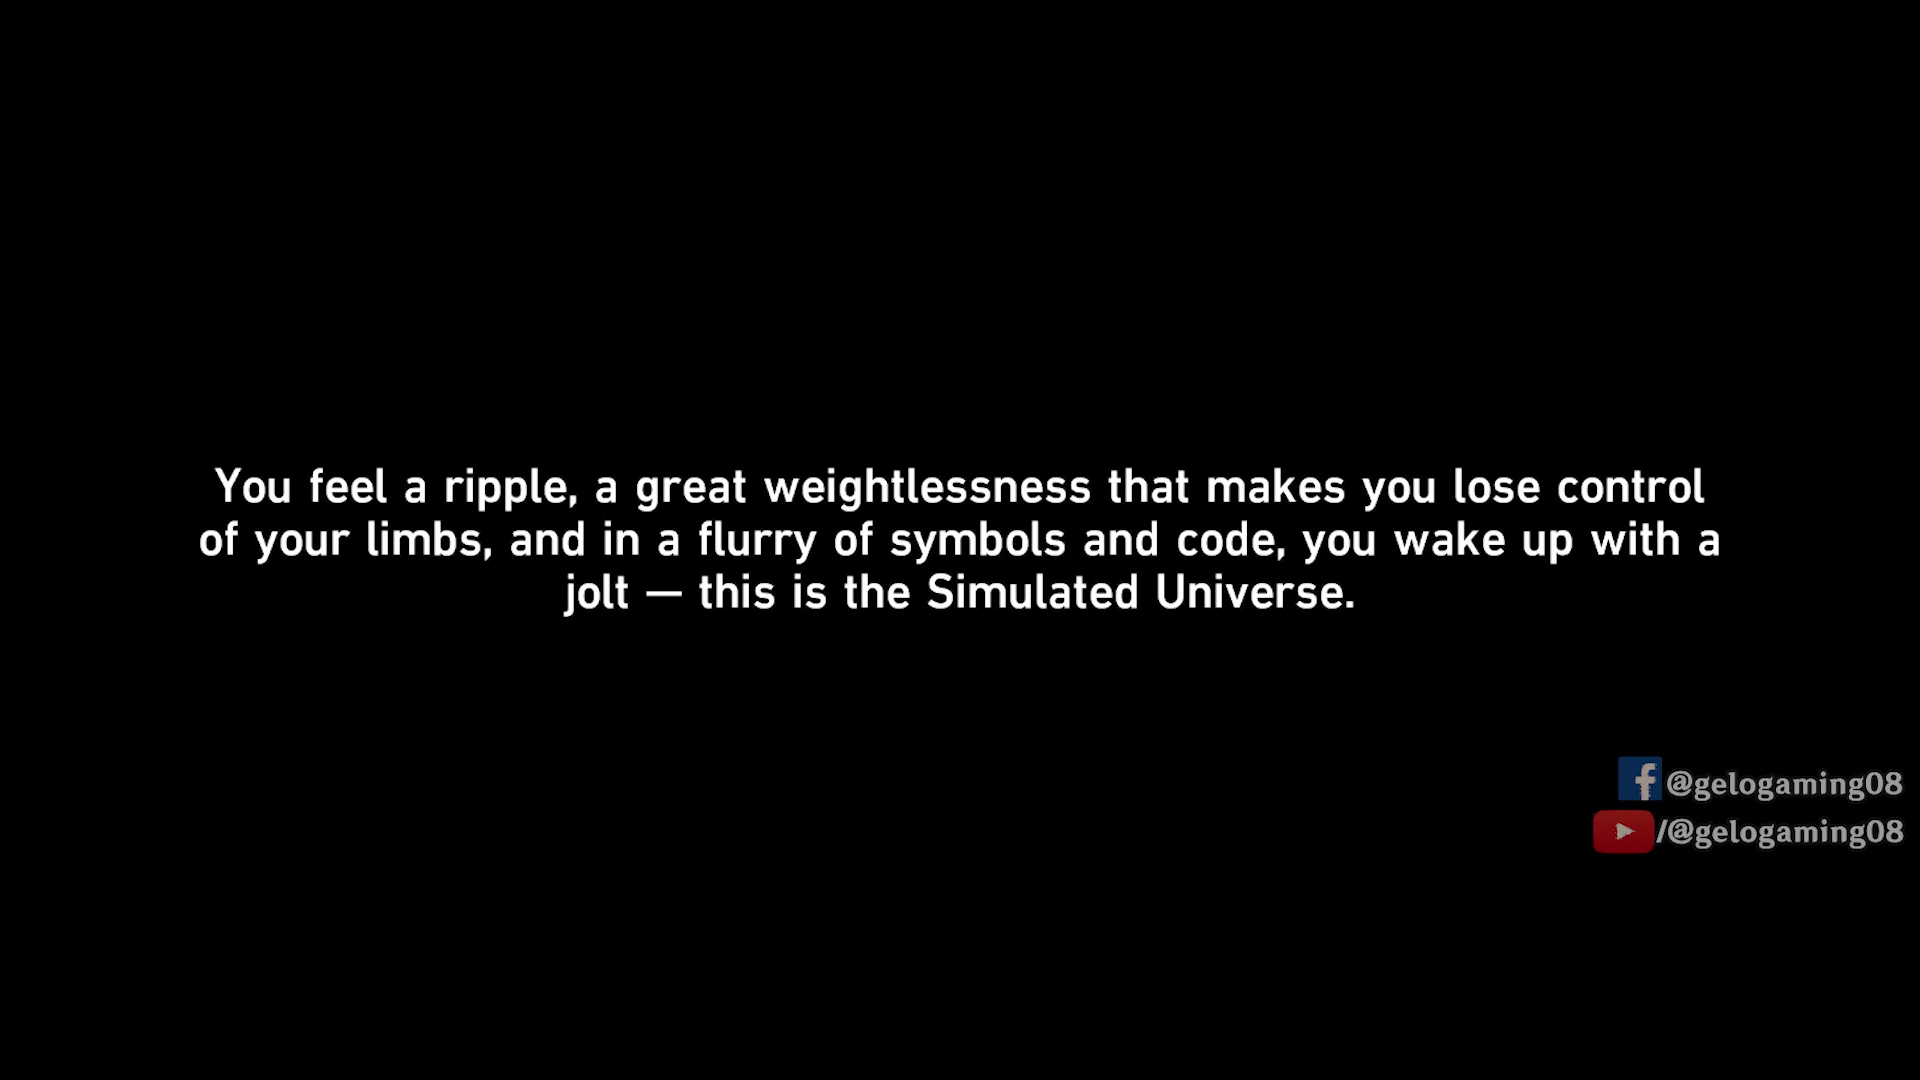 You feel a ripple, a great weightlessness that makes you lose control
of your limbs, and in a flurry of symbols and code, you wake up with a
jolt — this is the Simulated Universe.
@gelogaming08
/@gelogaming08